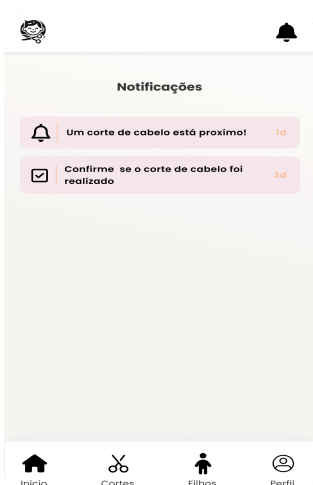 Notificações
Um corte de cabelo está proxímo! 1d
Confirme se o corte de cabelo foi
realizado 3d
Início Cortes Filhos Perfil